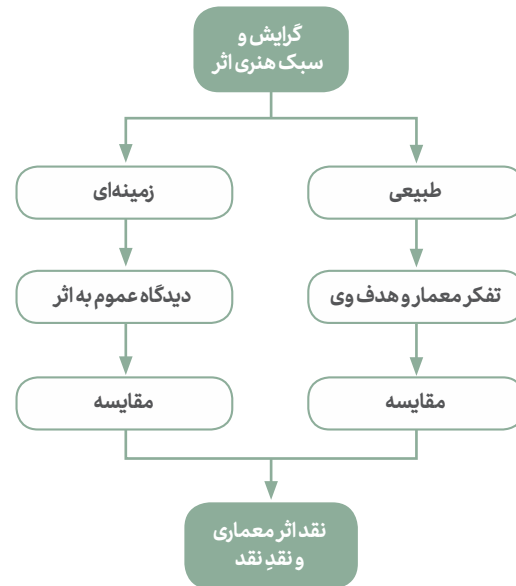 گرایش و
سبک هنری اثر
طبیعی
زمینه‌ای
تفکر معمار و هدف وی
دیدگاه عموم به اثر
مقایسه
مقایسه
نقد اثر معماری
و نقدِ نقد